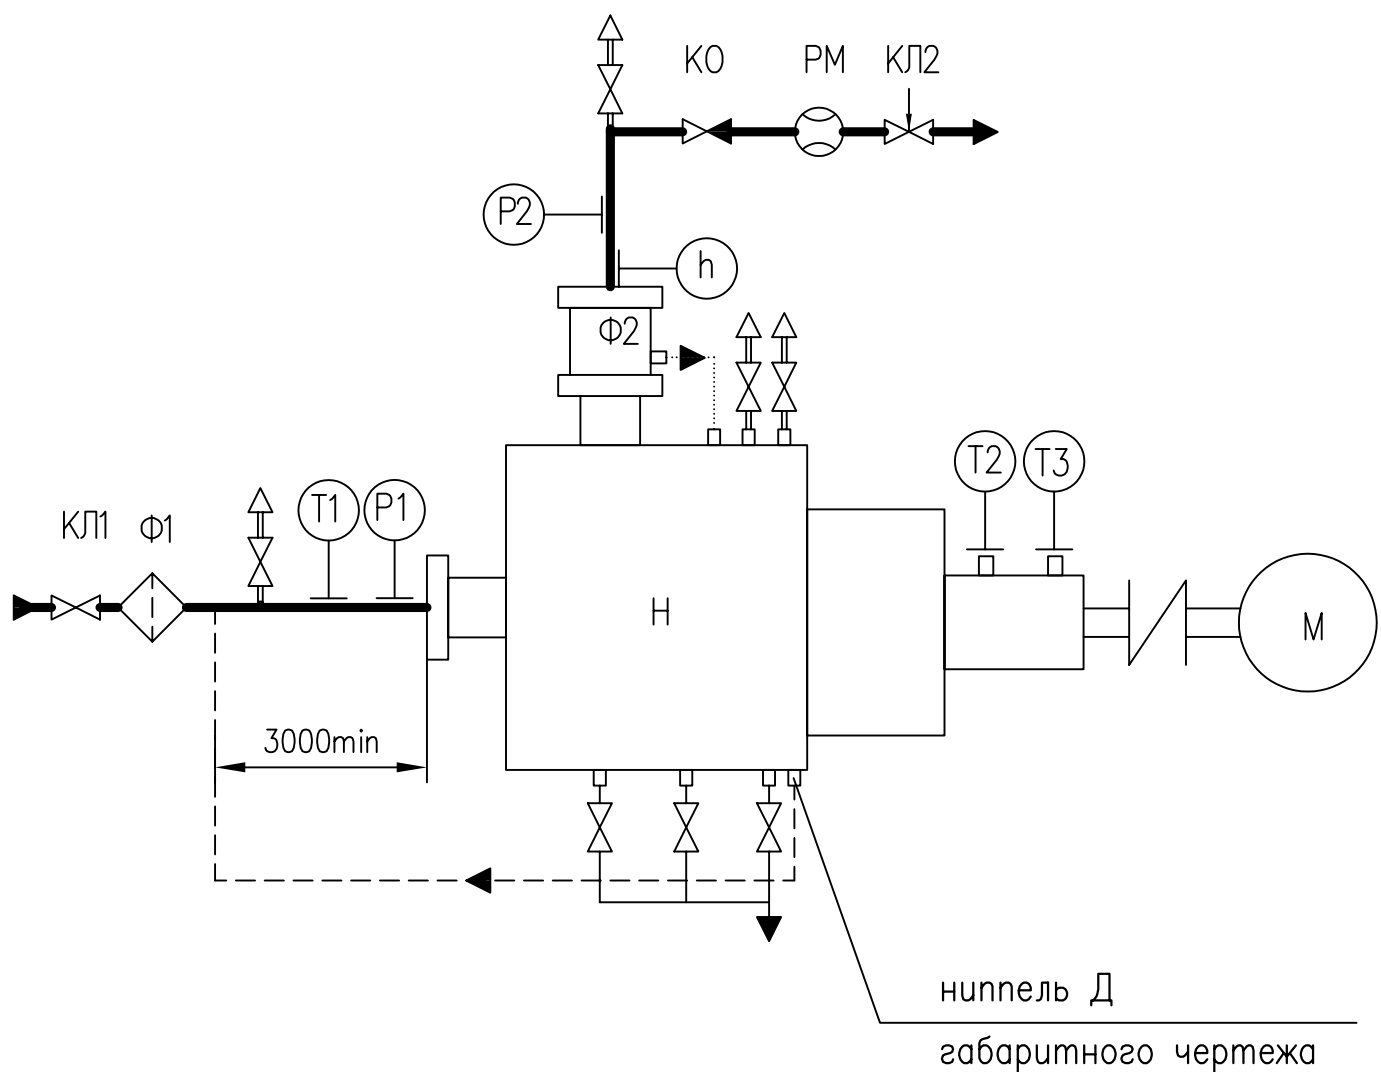 КО
РМ
КЛ2
Р2
h
Ф2
Т2
Т3
Т1
Р1
КЛ1
Ф1
Н
М
3000min
ниппель Д
габаритного чертежа